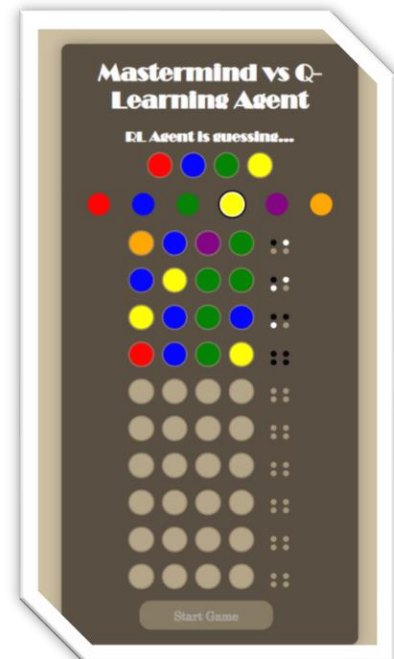 Mastermind vs Q-
Learning Agent
RL Agent is guessing...
Start Game